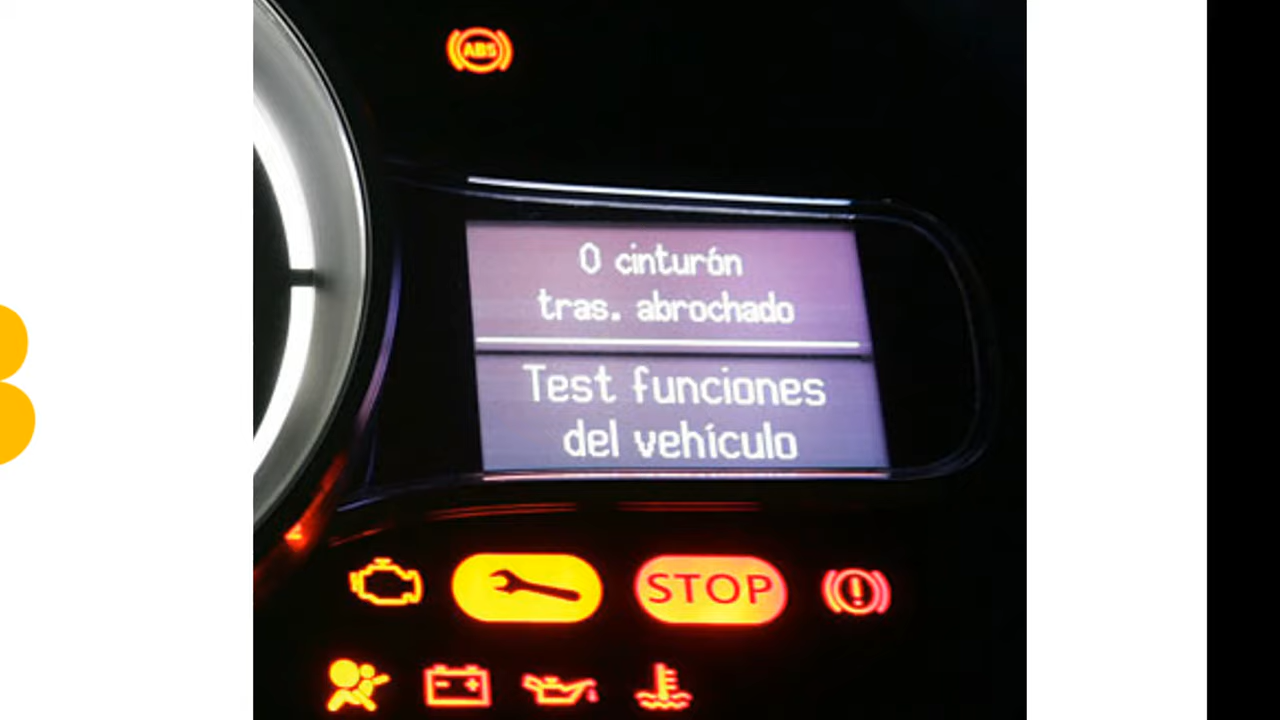 ABS
0 cinturón
tras. abrochado
Test funciones
del vehículo
STOP